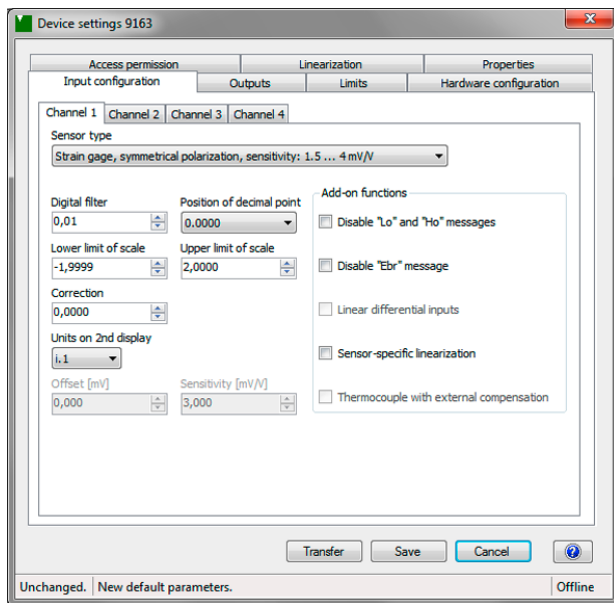 Device settings 9163
Access permission Linearization Properties
Input configuration Outputs Limits Hardware configuration
Channel 1 Channel 2 Channel 3 Channel 4
Sensor type
Strain gage, symmetrical polarization, sensitivity: 1.5 ... 4 mV/V
Digital filter Position of decimal point
0,01 0.0000
Lower limit of scale Upper limit of scale
-1,9999 2,0000
Correction
0,0000
Units on 2nd display
i.1
Offset [mV] Sensitivity [mV/V]
0,000 3,000
Add-on functions
Disable "Lo" and "Ho" messages
Disable "Ebr" message
Linear differential inputs
Sensor-specific linearization
Thermocouple with external compensation
Transfer Save Cancel ?
Unchanged. New default parameters. Offline